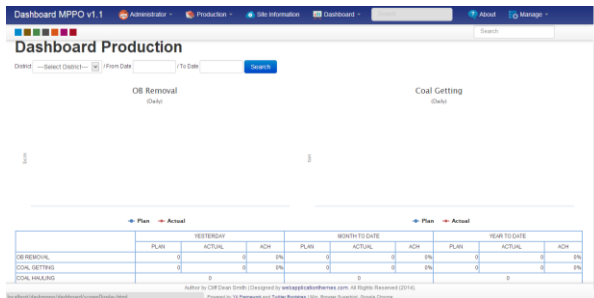 Dashboard MPPO v1.1 Administrator Production Site Information Dashboard Search About Manage
Search
Dashboard Production
District ---Select District--- / From Date / To Date Search
OB Removal
(Daily)
Coal Getting
(Daily)
Plan Actual
Plan Actual
YESTERDAY MONTH TO DATE YEAR TO DATE
PLAN ACTUAL ACH PLAN ACTUAL ACH PLAN ACTUAL ACH
OB REMOVAL 0 0 0% 0 0 0% 0 0 0%
COAL GETTING 0 0 0% 0 0 0% 0 0 0%
COAL HAULING 0 0 0
Author by Cliff Dean Smith | Designed by webapplicationthemes.com. All Rights Reserved (2014).